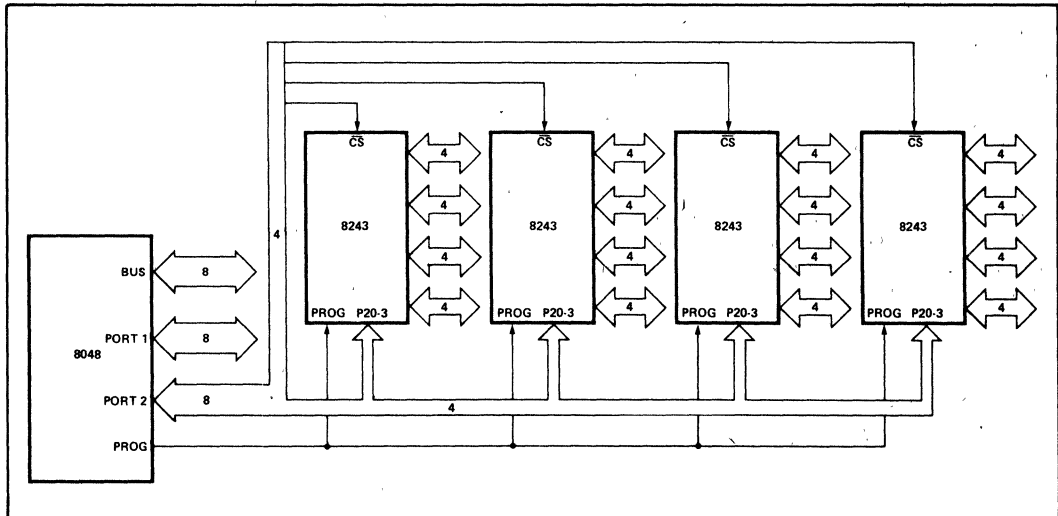 CS CS CS CS
4 4 4 4
4 4 4 4
8243 8243 8243 8243
4
4 4 4 4
BUS 8
4 4 4 4
PROG P20-3 PROG P20-3 PROG P20-3 PROG P20-3
PORT 1 8
8048
PORT 2 8
4
PROG